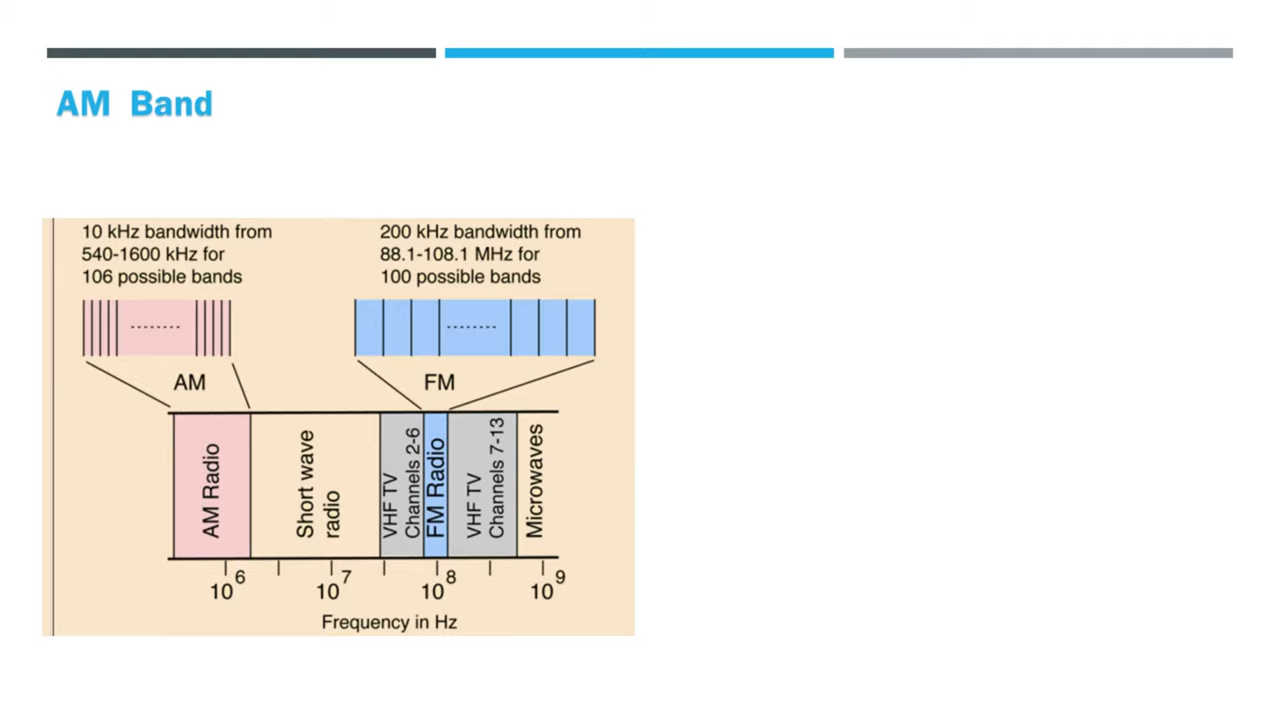 AM Band
10 kHz bandwidth from
540-1600 kHz for
106 possible bands
200 kHz bandwidth from
88.1-108.1 MHz for
100 possible bands
AM
FM
AM Radio
Short wave
radio
VHF TV
Channels 2-6
FM Radio
VHF TV
Channels 7-13
Microwaves
10^6
10^7
10^8
10^9
Frequency in Hz